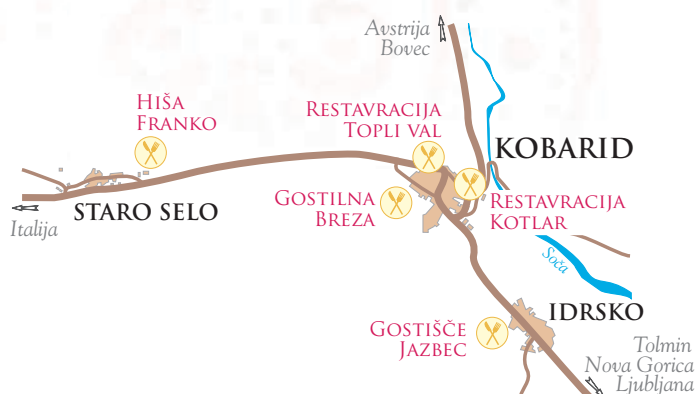 Avstrija
Bovec
HIŠA
FRANKO
RESTAVRACIJA
TOPLI VAL
KOBARID
GOSTILNA
BREZA
RESTAVRACIJA
KOTLAR
STARO SELO
Italija
Soča
IDRSKO
GOSTIŠČE
JAZBEC
Tolmin
Nova Gorica
Ljubljana